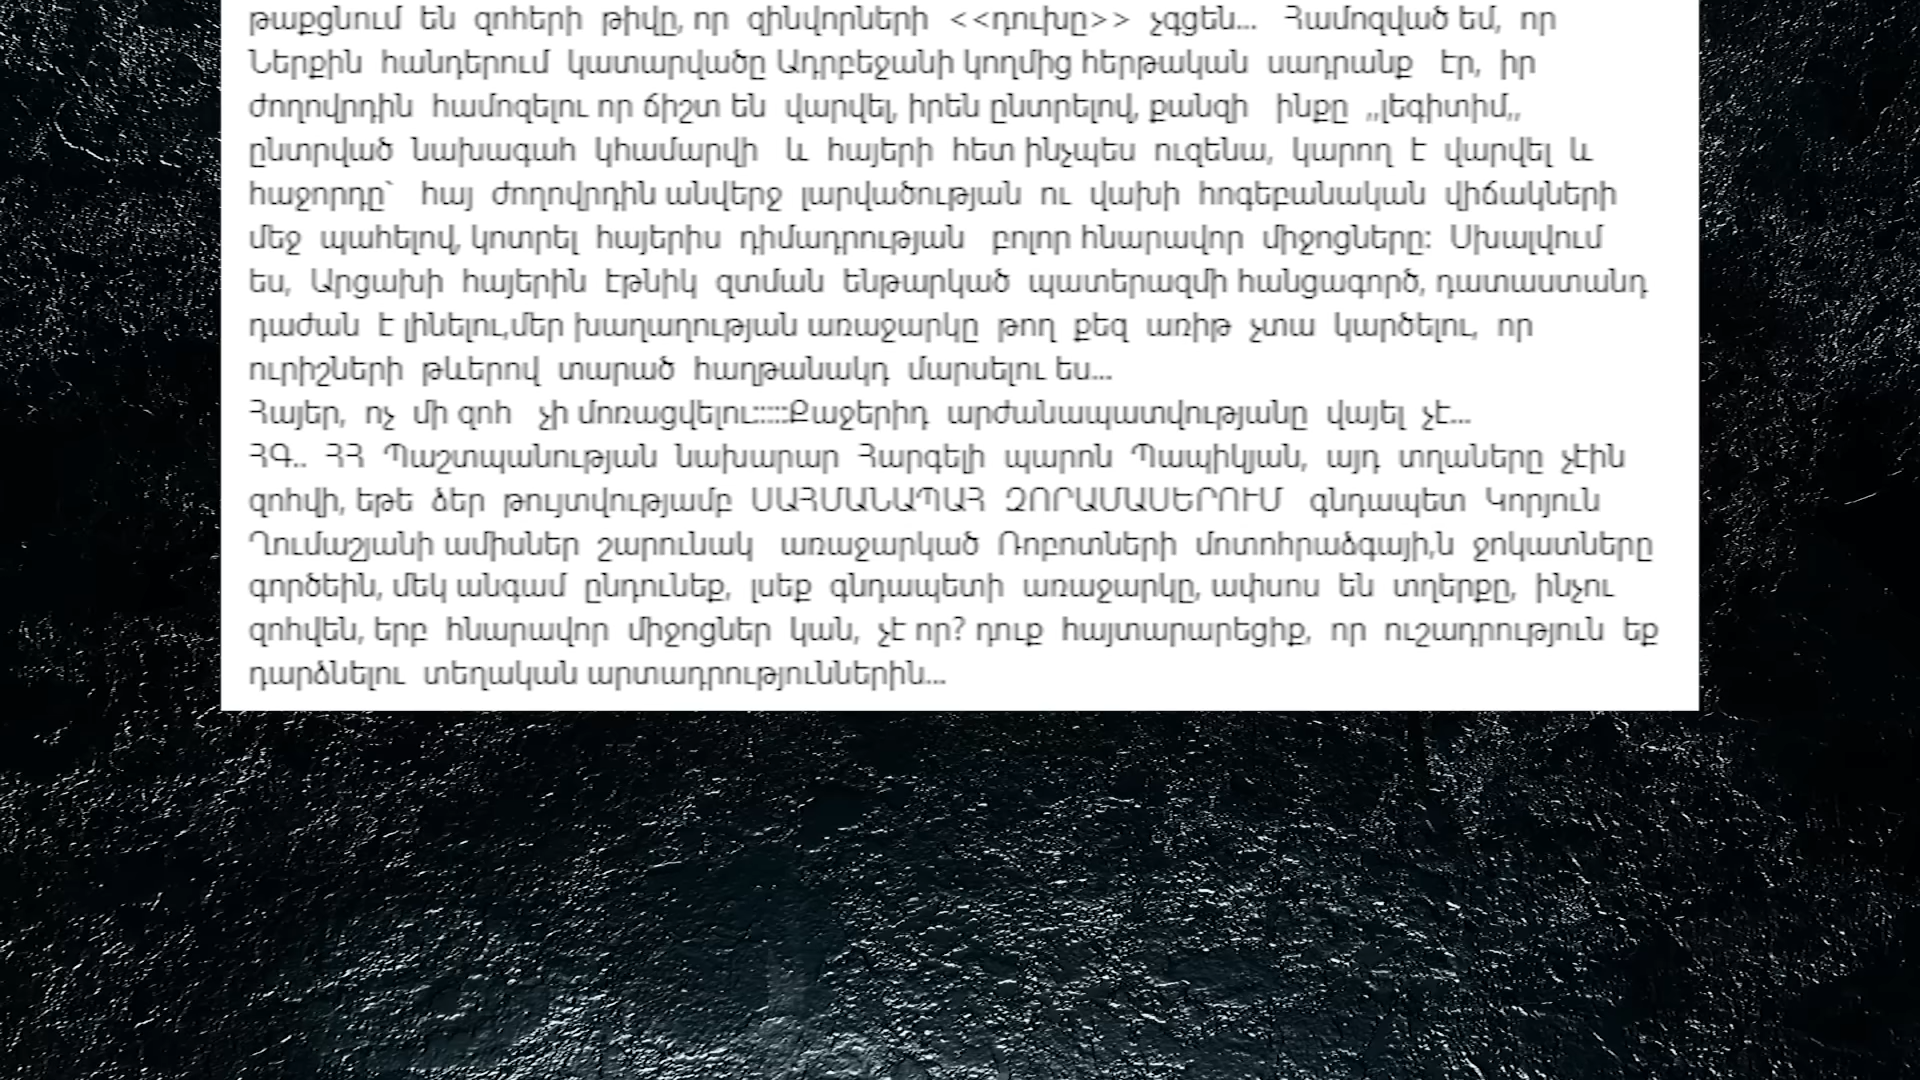 թաքցնում են զոհերի թիվը, որ զինվորների <<դուխը>> չգցեն... Համոզված եմ, որ
Ներքին հանդերում կատարվածը Ադրբեջանի կողմից հերթական սադրանք էր, իր
ժողովրդին համոզելու որ ճիշտ են վարվել, իրեն ընտրելով, քանզի ինքը ,,լեգիտիմ,,
ընտրված նախագահ կհամարվի և հայերի հետ ինչպես ուզենա, կարող է վարվել և
հաջորդը՝ հայ ժողովրդին անվերջ լարվածության ու վախի հոգեբանական վիճակների
մեջ պահելով, կոտրել հայերիս դիմադրության բոլոր հնարավոր միջոցները: Սխալվում
ես, Արցախի հայերին էթնիկ զտման ենթարկած պատերազմի հանցագործ, դատաստանդ
դաժան է լինելու,մեր խաղաղության առաջարկը թող քեզ առիթ չտա կարծելու, որ
ուրիշների թևերով տարած հաղթանակդ մարսելու ես...
Հայեր, ոչ մի զոհ չի մոռացվելու:::::Քաջերիդ արժանապատվությանը վայել չէ...
ՀԳ.. ՀՀ Պաշտպանության նախարար Հարգելի պարոն Պապիկյան, այդ տղաները չէին
զոհվի, եթե ձեր թույտվությամբ ՍԱՀՄԱՆԱՊԱՀ ԶՈՐԱՄԱՍԵՐՈՒՄ գնդապետ Կորյուն
Ղումաշյանի ամիսներ շարունակ առաջարկած Ռոբոտների մոտոհրաձգայի,ն ջոկատները
գործեին, մեկ անգամ ընդունեք, լսեք գնդապետի առաջարկը, ափսոս են տղերքը, ինչու
զոհվեն, երբ հնարավոր միջոցներ կան, չէ որ? դուք հայտարարեցիք, որ ուշադրություն եք
դարձնելու տեղական արտադրություններին...